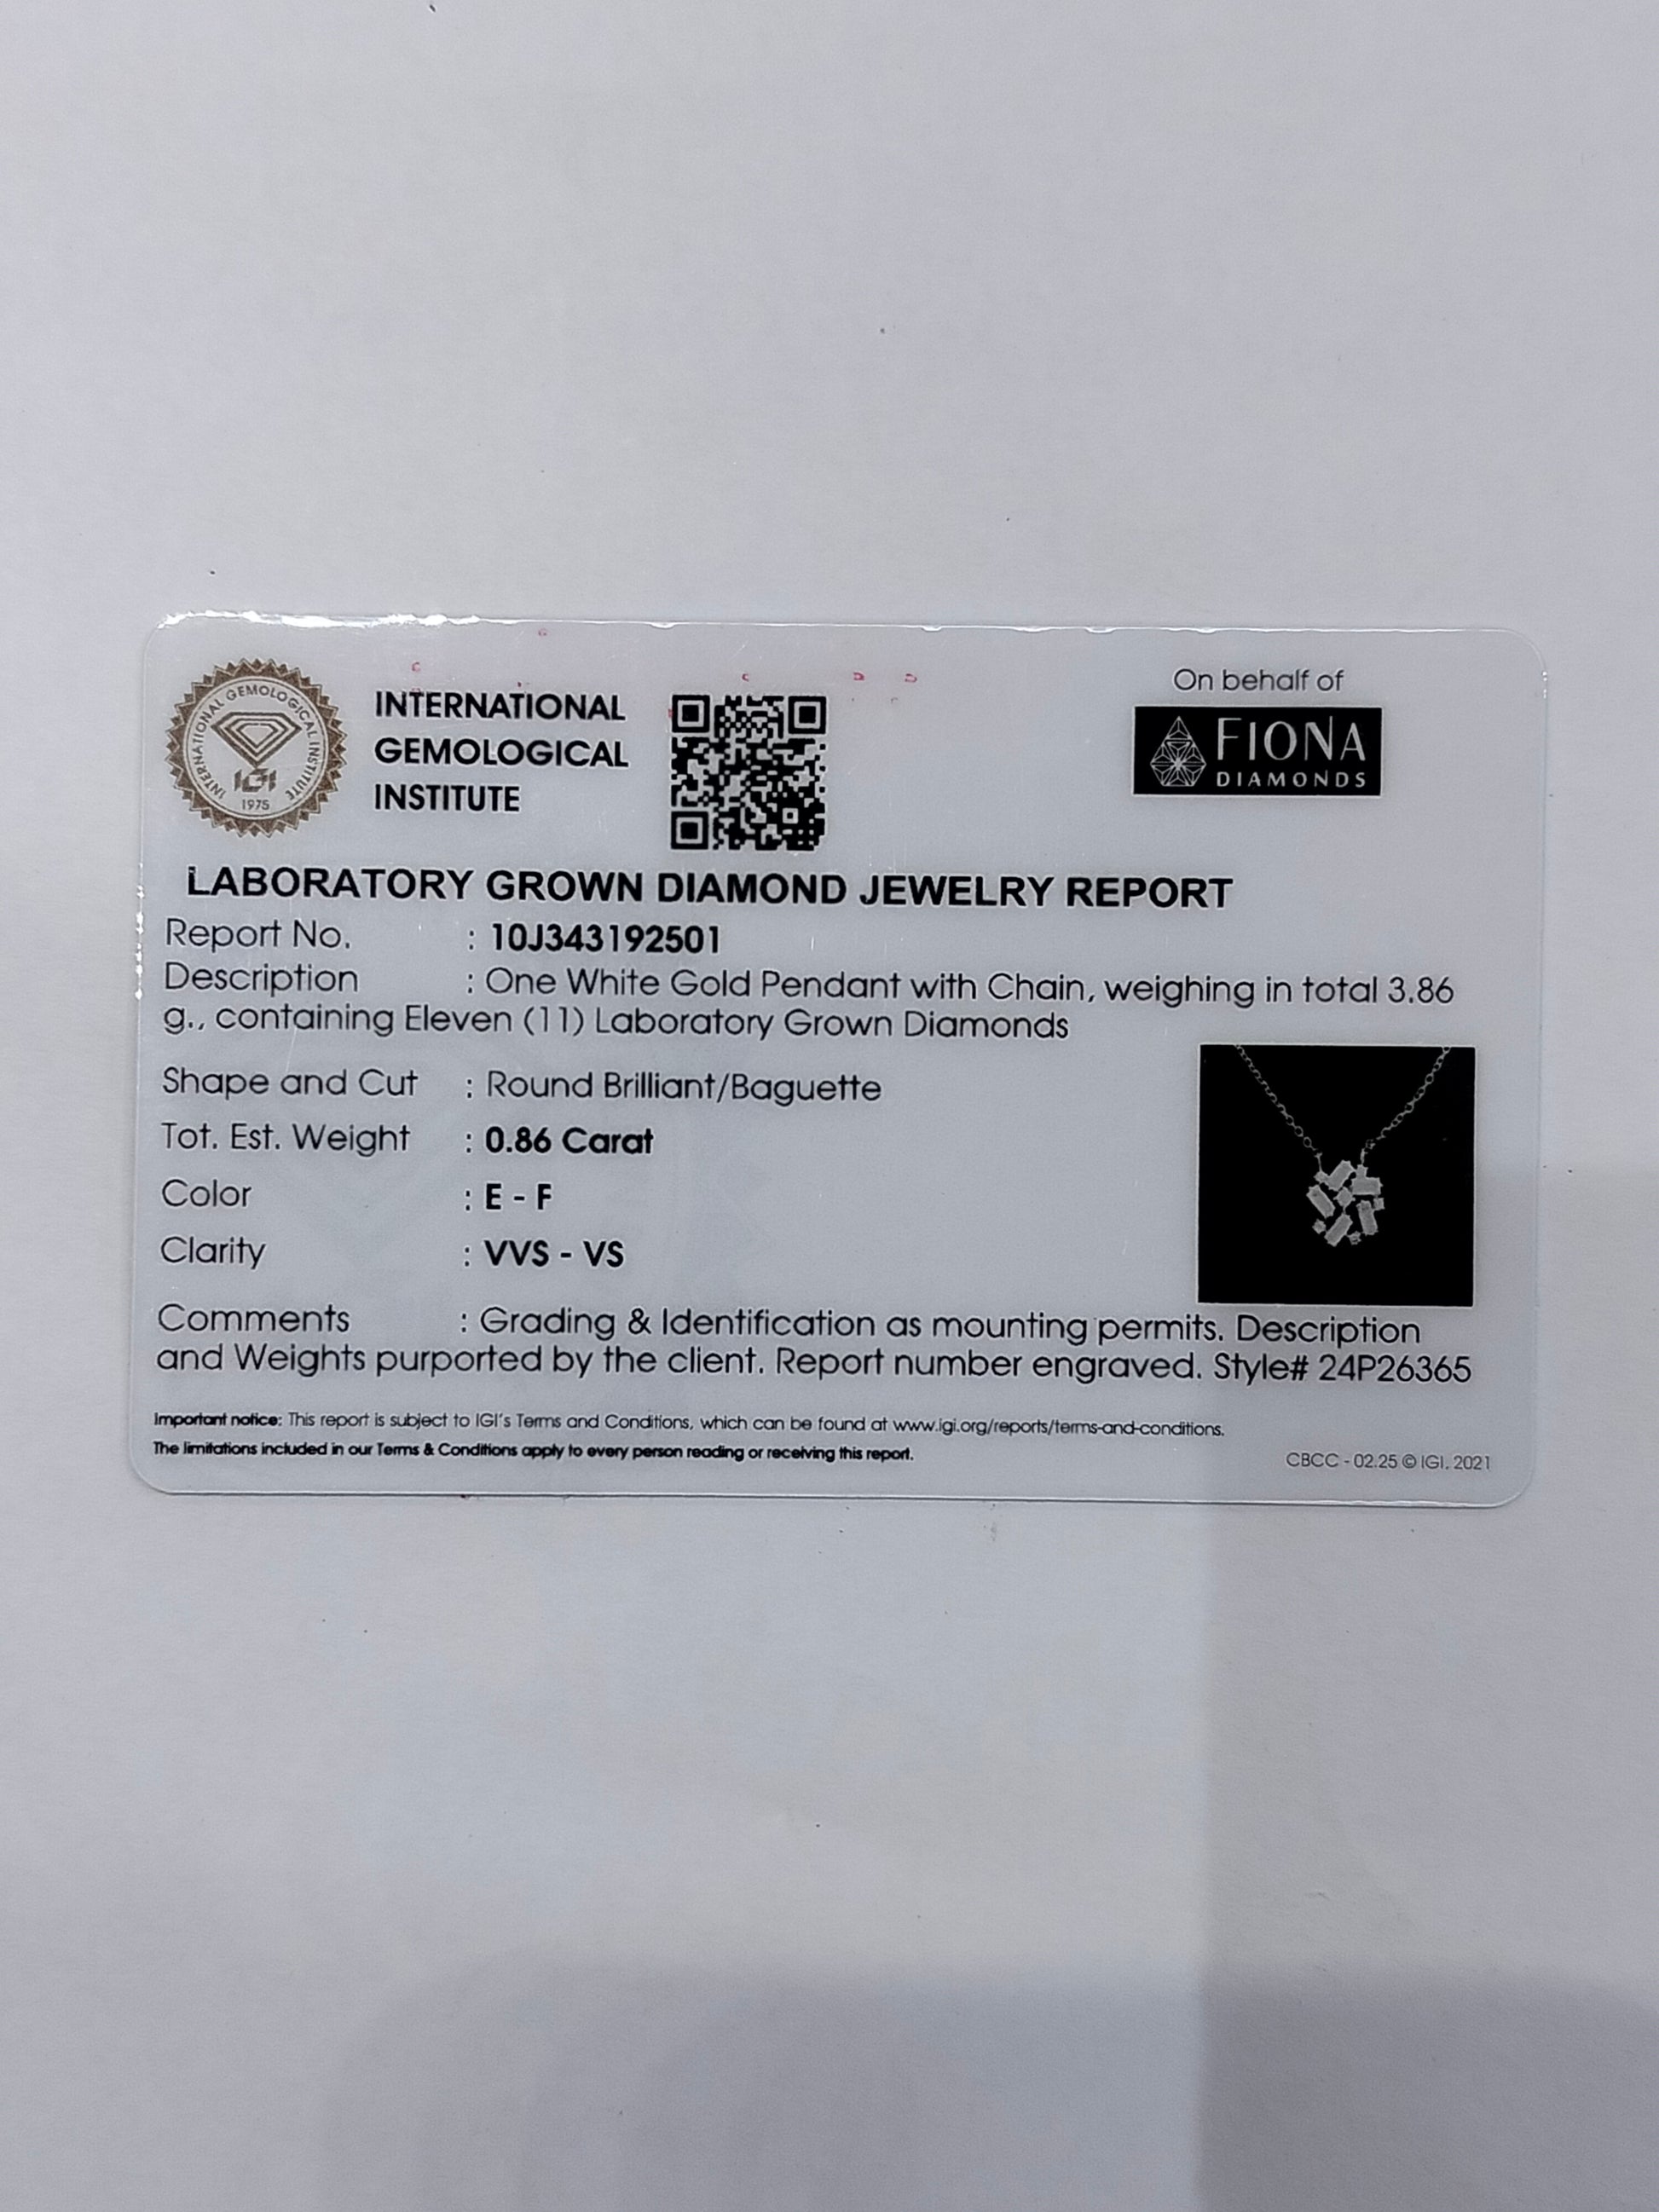 INTERNATIONAL GEMOLOGICAL INSTITUTE
IGI
1975
INTERNATIONAL
GEMOLOGICAL
INSTITUTE
On behalf of
FIONA
DIAMONDS
LABORATORY GROWN DIAMOND JEWELRY REPORT
Report No. : 10J343192501
Description : One White Gold Pendant with Chain, weighing in total 3.86
g., containing Eleven (11) Laboratory Grown Diamonds
Shape and Cut : Round Brilliant/Baguette
Tot. Est. Weight : 0.86 Carat
Color : E - F
Clarity : VVS - VS
Comments : Grading & Identification as mounting permits. Description
and Weights purported by the client. Report number engraved. Style# 24P26365
Important notice: This report is subject to IGI's Terms and Conditions, which can be found at www.igi.org/reports/terms-and-conditions.
The limitations included in our Terms & Conditions apply to every person reading or receiving this report.
CBCC - 02.25 © IGI, 2021